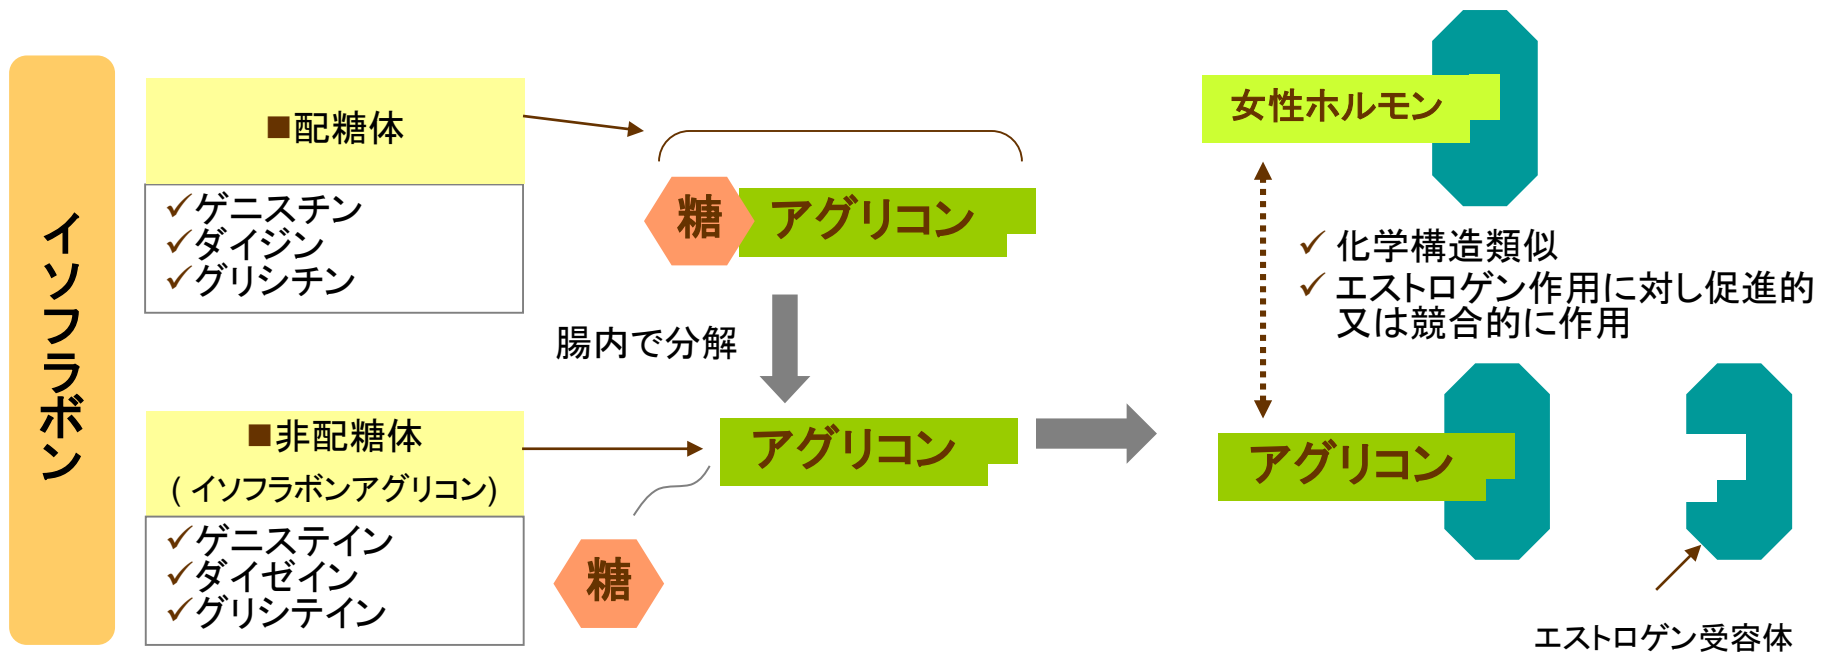 イソフラボン
■配糖体
✓ゲニスチン
✓ダイジン
✓グリシチン
■非配糖体
( イソフラボンアグリコン)
✓ゲニステイン
✓ダイゼイン
✓グリシテイン
糖
アグリコン
腸内で分解
アグリコン
糖
女性ホルモン
✓ 化学構造類似
✓ エストロゲン作用に対し促進的
又は競合的に作用
アグリコン
エストロゲン受容体